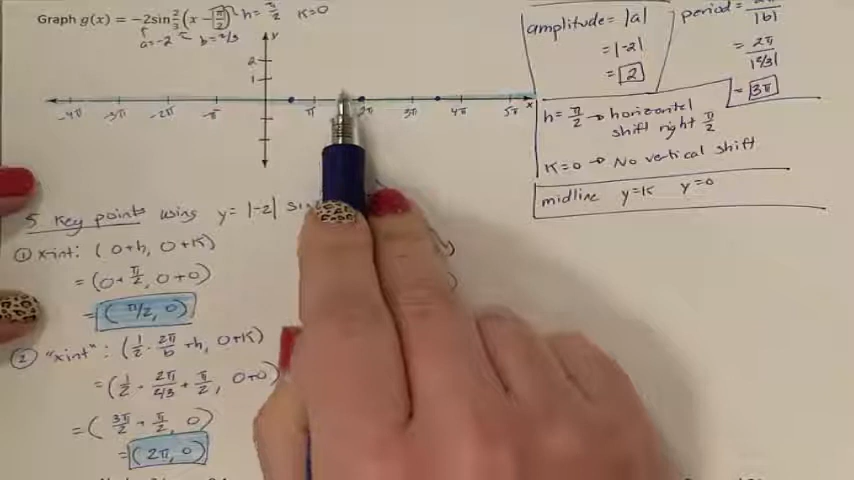 Graph g(x) = -2sin 2/3 (x - π/2) h = π/2 K=0
a=-2 b=2/3
y
2
1
-4π -3π -2π -π π 2π 3π 4π 5π x
amplitude = |a|
= |-2|
= 2
period = 2π/|b|
= 2π/|2/3|
= 3π
h = π/2 → horizontal
shift right π/2
K=0 → No vertical shift
midline y=K y=0
5 key points using y= |-2| si
① xint: (0+h, 0+K)
= (0+π/2, 0+0)
= (π/2, 0)
② "xint": (1/2 · 2π/b + h, 0+K)
= (1/2 · 2π/2/3 + π/2, 0+0)
= (3π/2 + π/2, 0)
= (2π, 0)